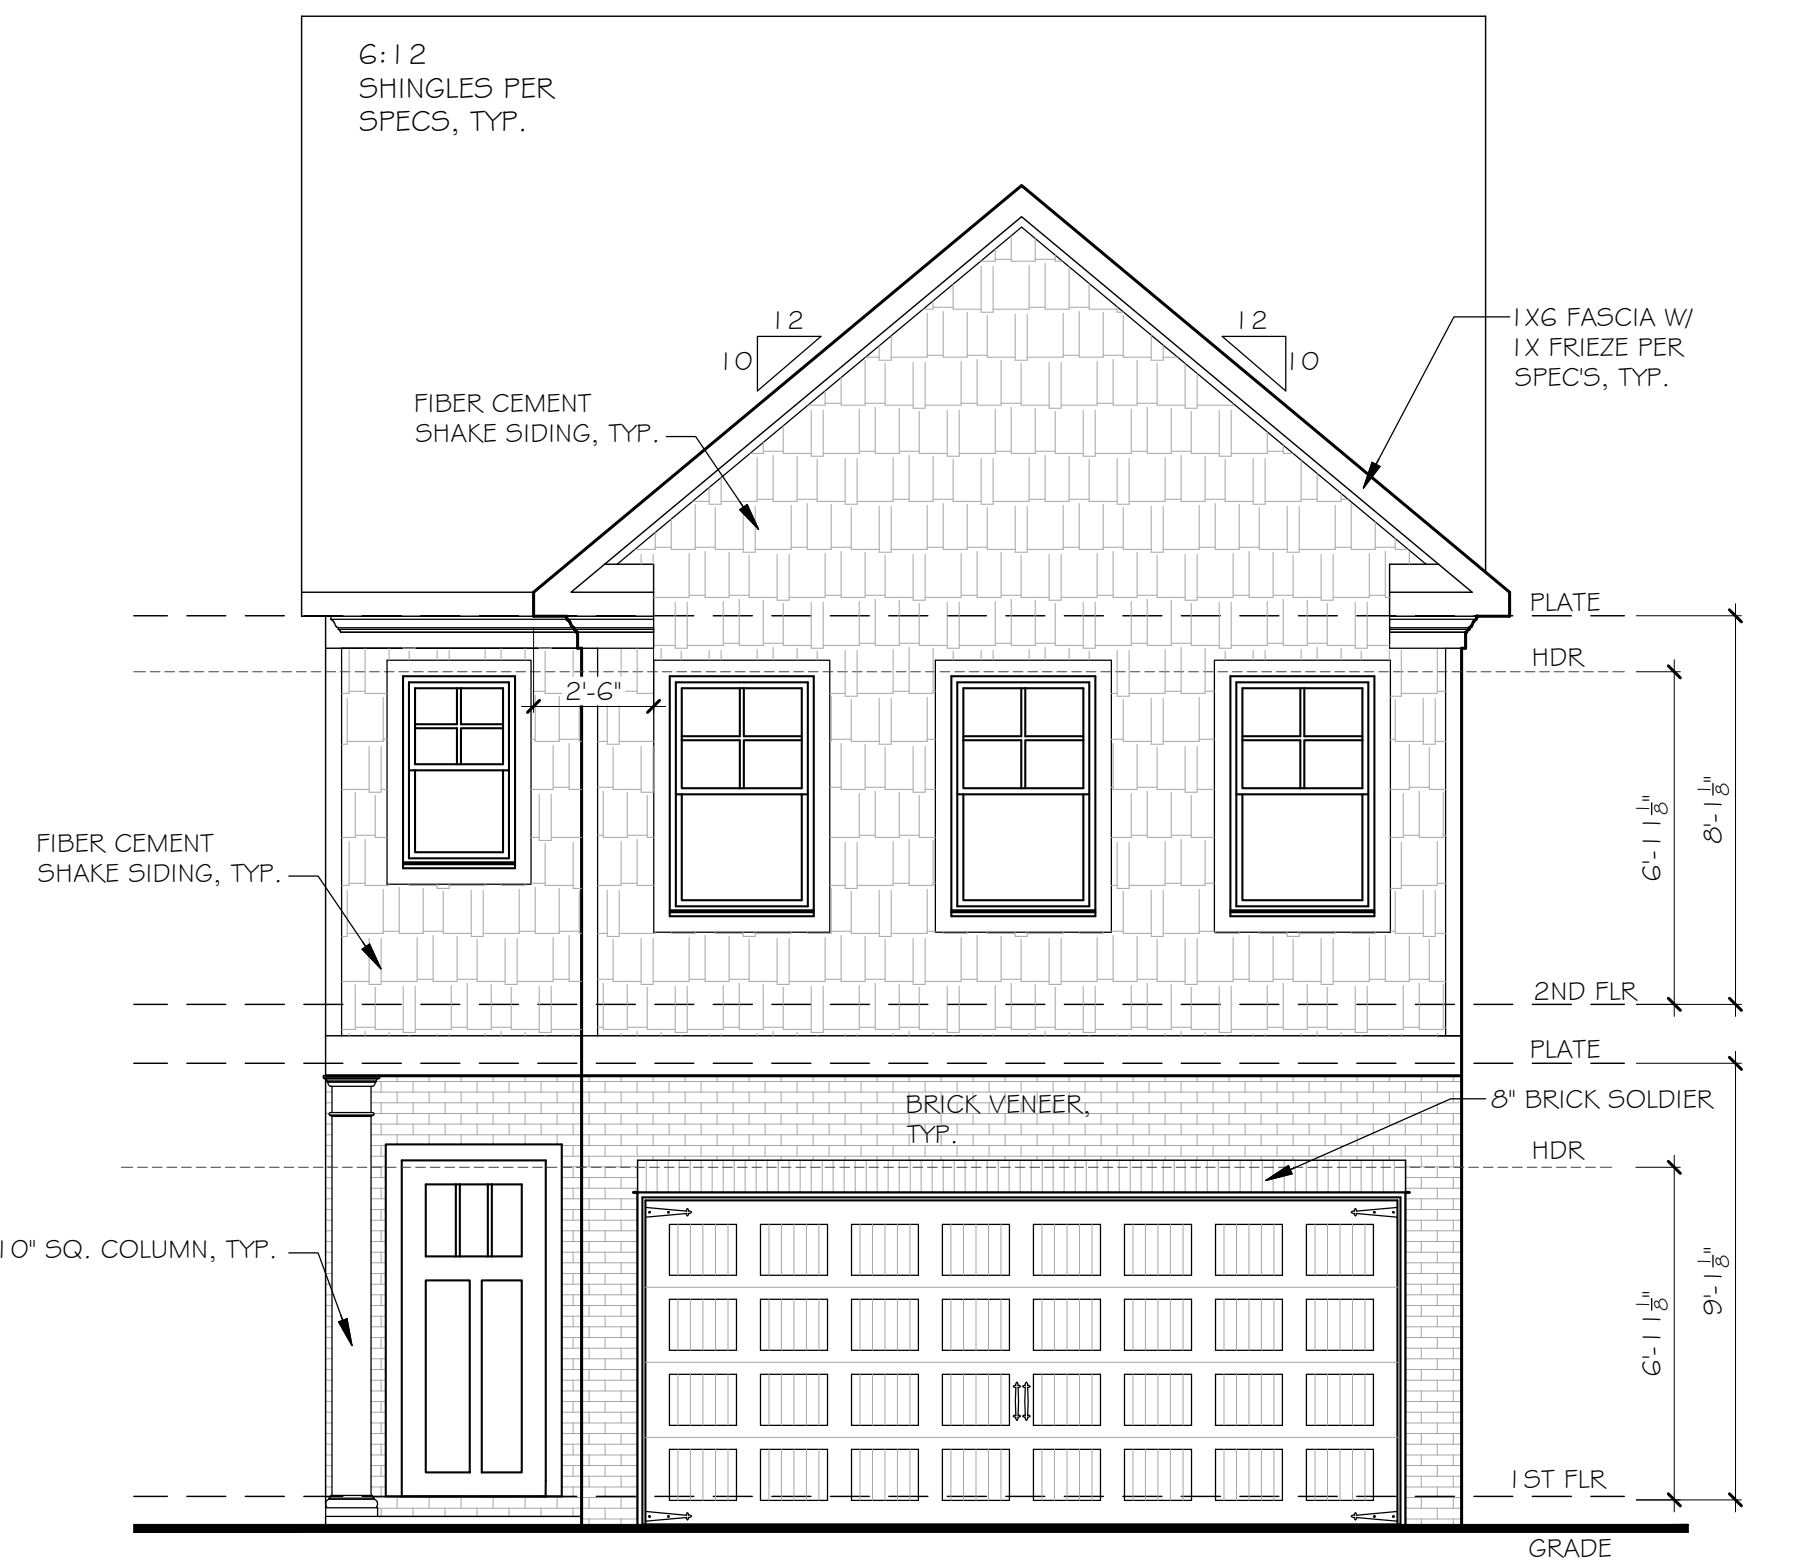 6:12
SHINGLES PER
SPECS, TYP.
12
10
12
10
1X6 FASCIA W/
1X FRIEZE PER
SPEC'S, TYP.
FIBER CEMENT
SHAKE SIDING, TYP.
PLATE
HDR
2'-6"
6'-11 1/8"
8'-1 1/8"
FIBER CEMENT
SHAKE SIDING, TYP.
2ND FLR
PLATE
BRICK VENEER,
TYP.
8" BRICK SOLDIER
HDR
10" SQ. COLUMN, TYP.
6'-11 1/8"
9'-1 1/8"
1ST FLR
GRADE